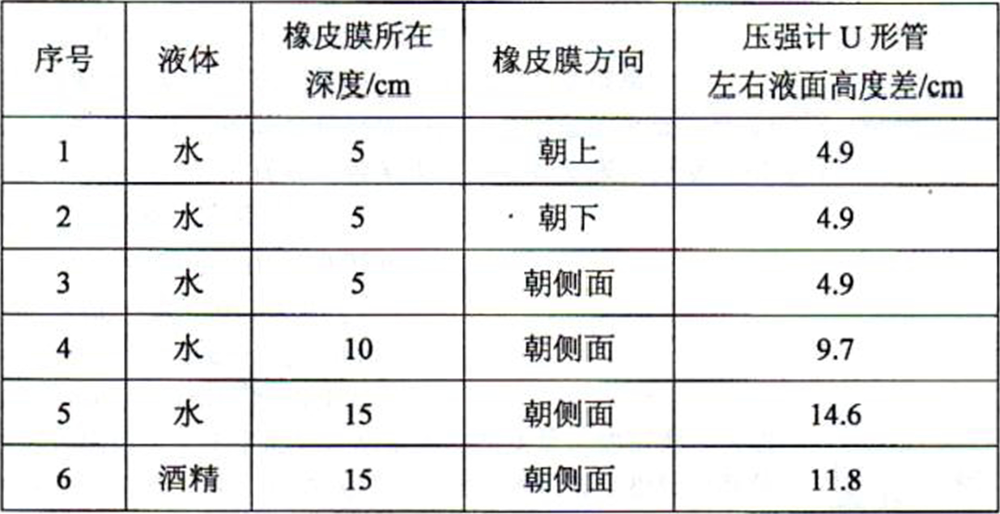 序号 液体 橡皮膜所在深度/cm 橡皮膜方向 压强计 U 形管左右液面高度差/cm
1 水 5 朝上 4.9
2 水 5 朝下 4.9
3 水 5 朝侧面 4.9
4 水 10 朝侧面 9.7
5 水 15 朝侧面 14.6
6 酒精 15 朝侧面 11.8